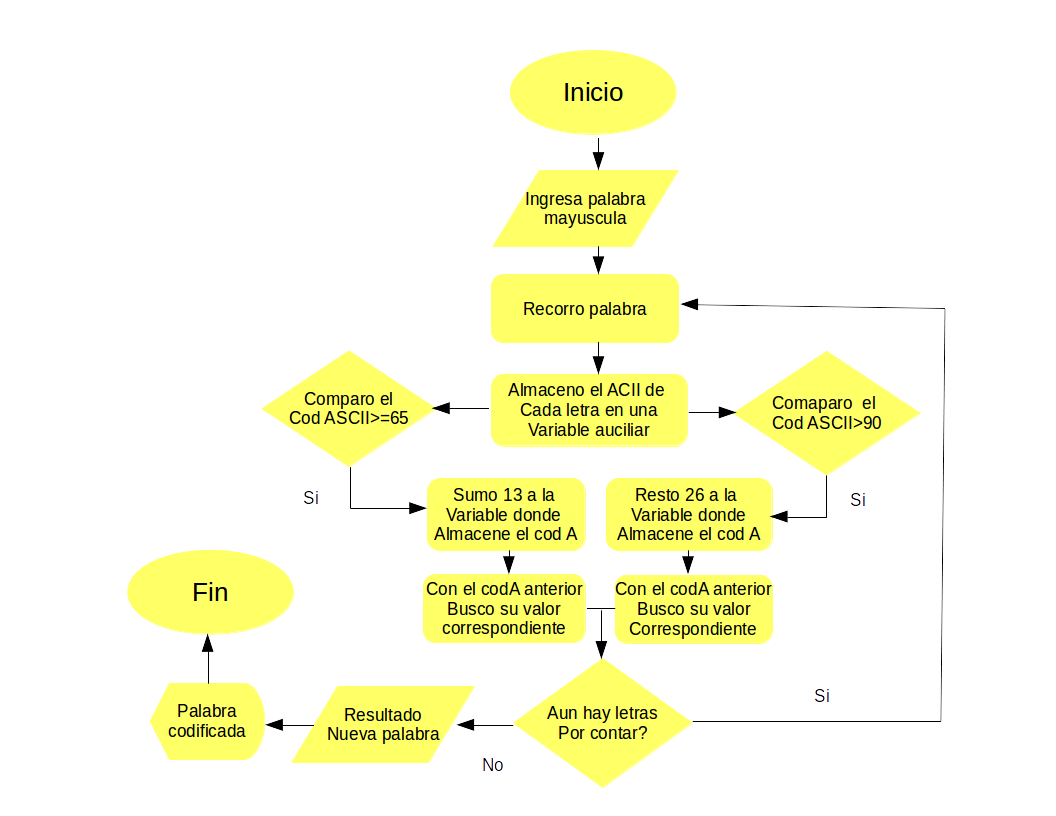 Inicio
Ingresa palabra
mayuscula
Recorro palabra
Almaceno el ACII de
Cada letra en una
Variable auciliar
Comparo el
Cod ASCII>=65
Comaparo el
Cod ASCII>90
Si
Si
Sumo 13 a la
Variable donde
Almacene el cod A
Resto 26 a la
Variable donde
Almacene el cod A
Con el codA anterior
Busco su valor
correspondiente
Con el codA anterior
Busco su valor
Correspondiente
Aun hay letras
Por contar?
Si
No
Resultado
Nueva palabra
Palabra
codificada
Fin